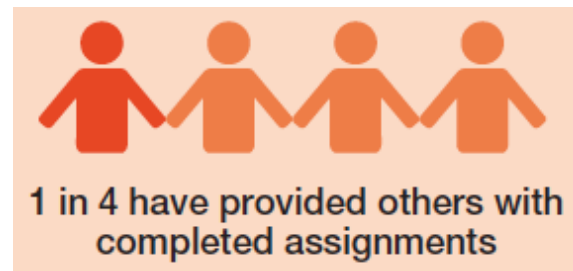 1 in 4 have provided others with
completed assignments